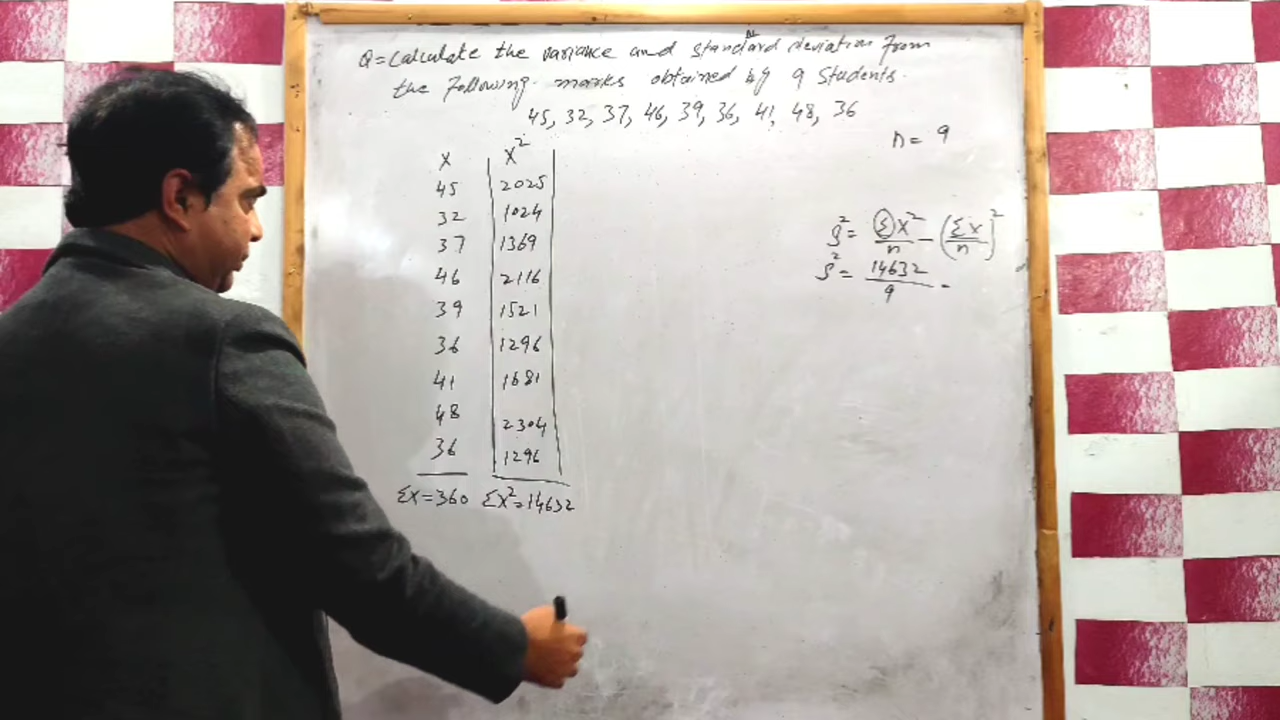 Q=Calculate the variance and standard deviation from
the following marks obtained by 9 Students.
45, 32, 37, 46, 39, 36, 41, 48, 36
n = 9
X X²
45 2025
32 1024
37 1369
46 2116
39 1521
36 1296
41 1681
48 2304
36 1296
Σx=360 Σx²=14632
S² = Σx²/n - (Σx/n)²
S² = 14632/9 -